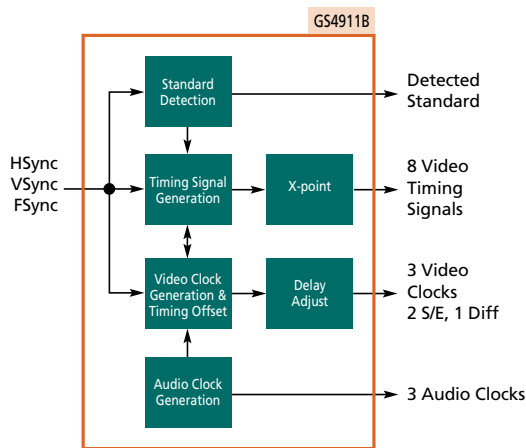 GS4911B
Standard
Detection
Detected
Standard
HSync
VSync
FSync
Timing Signal
Generation
X-point
8 Video
Timing
Signals
Video Clock
Generation &
Timing Offset
Delay
Adjust
3 Video
Clocks
2 S/E, 1 Diff
Audio Clock
Generation
3 Audio Clocks